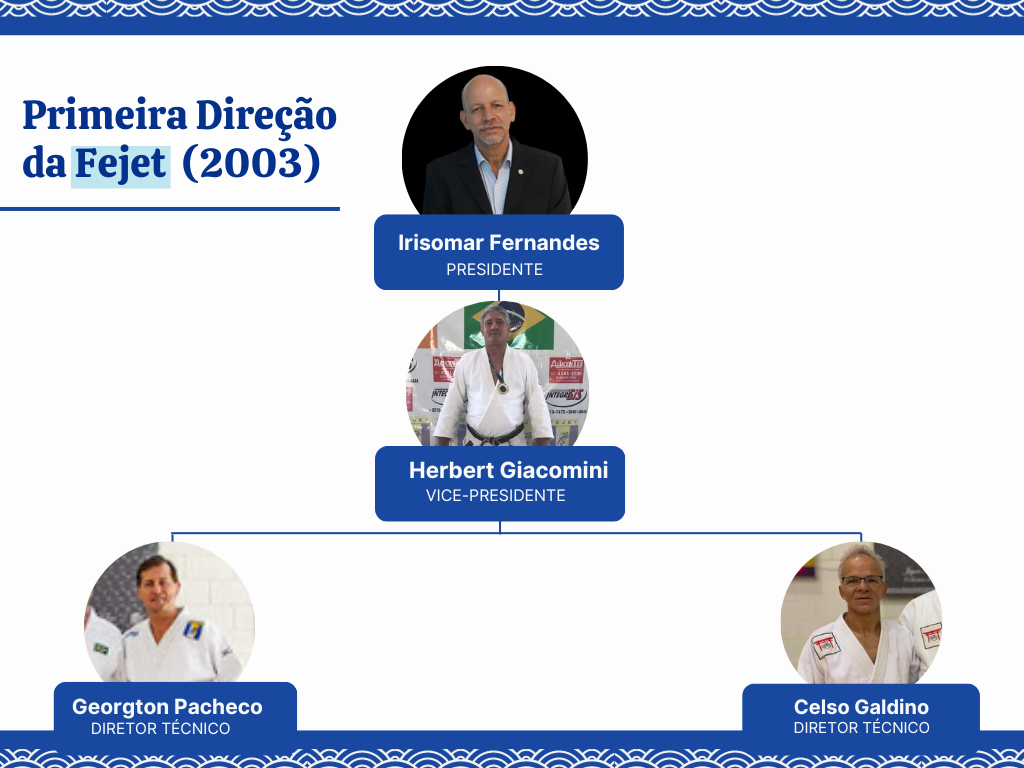 Primeira Direção
da Fejet (2003)
Irisomar Fernandes
PRESIDENTE
Herbert Giacomini
VICE-PRESIDENTE
Georgton Pacheco
DIRETOR TÉCNICO
Celso Galdino
DIRETOR TÉCNICO